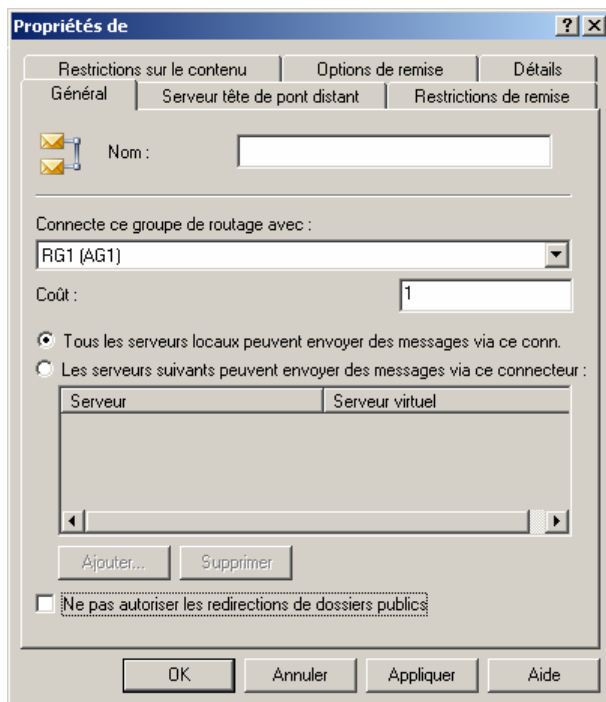 Propriétés de
Restrictions sur le contenu Options de remise Détails
Général Serveur tête de pont distant Restrictions de remise
Nom :
Connecte ce groupe de routage avec :
RG1 (AG1)
Coût : 1
Tous les serveurs locaux peuvent envoyer des messages via ce conn.
Les serveurs suivants peuvent envoyer des messages via ce connecteur :
Serveur Serveur virtuel
Ajouter... Supprimer
Ne pas autoriser les redirections de dossiers publics
OK Annuler Appliquer Aide